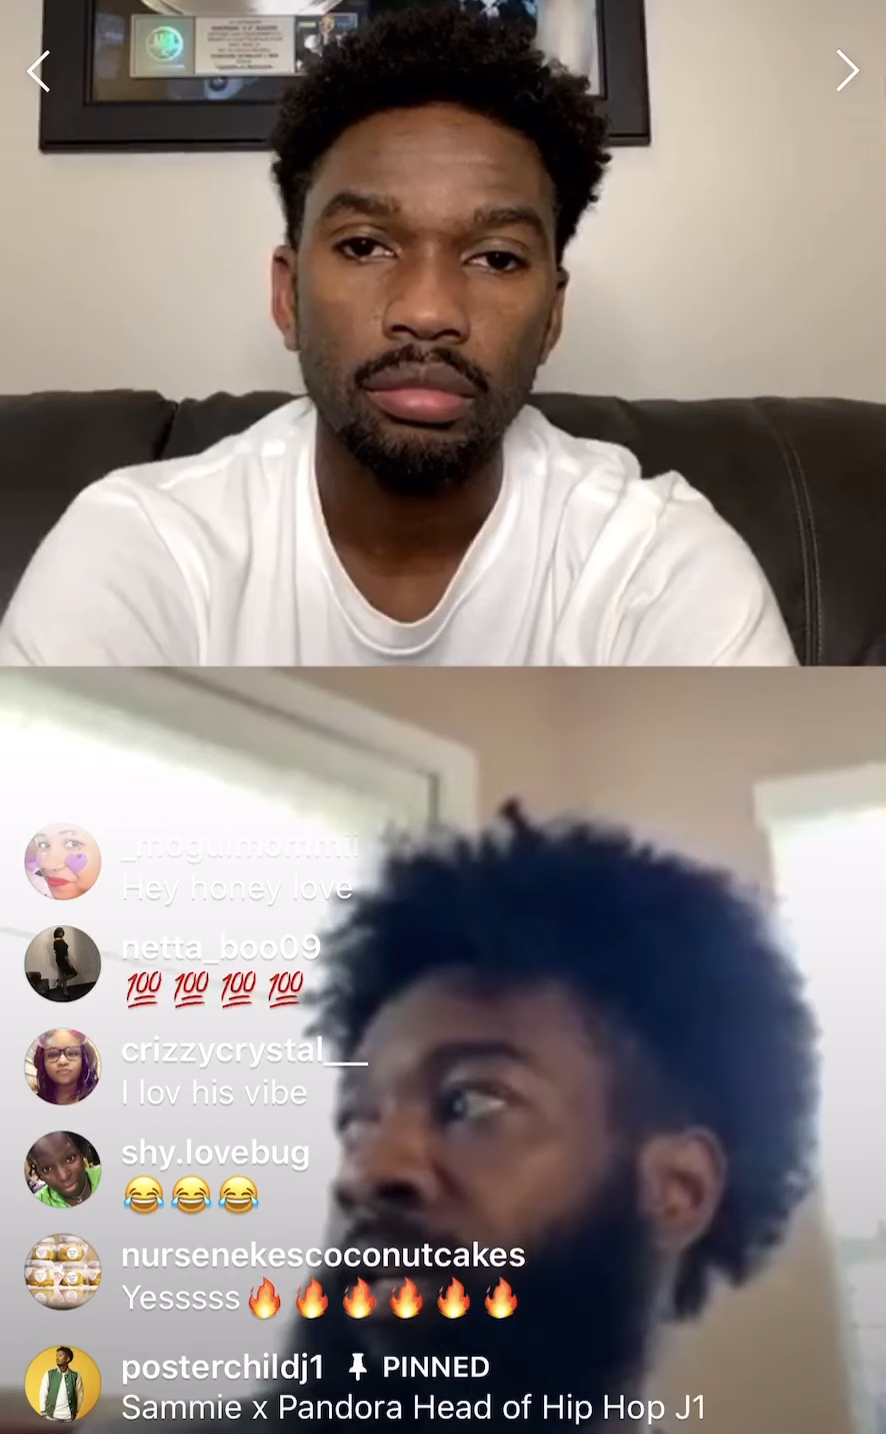 _mogulmommii
Hey honey love
netta_boo09
💯 💯 💯 💯
crizzycrystal__
I lov his vibe
shy.lovebug
😂😂😂
nursenekescoconutcakes
Yesssss🔥🔥🔥🔥🔥🔥
posterchildj1 📌 PINNED
Sammie x Pandora Head of Hip Hop J1